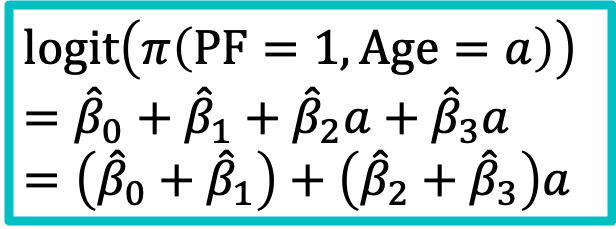 logit(π(PF = 1, Age = a))
= β̂₀ + β̂₁ + β̂₂a + β̂₃a
= (β̂₀ + β̂₁) + (β̂₂ + β̂₃)a